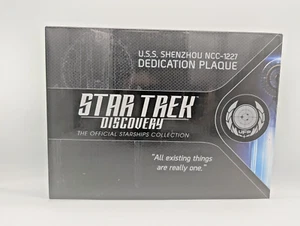 U.S.S. SHENZHOU NCC-1227
DEDICATION PLAQUE
STAR TREK
DISCOVERY
THE OFFICIAL STARSHIPS COLLECTION
"All existing things
are really one."